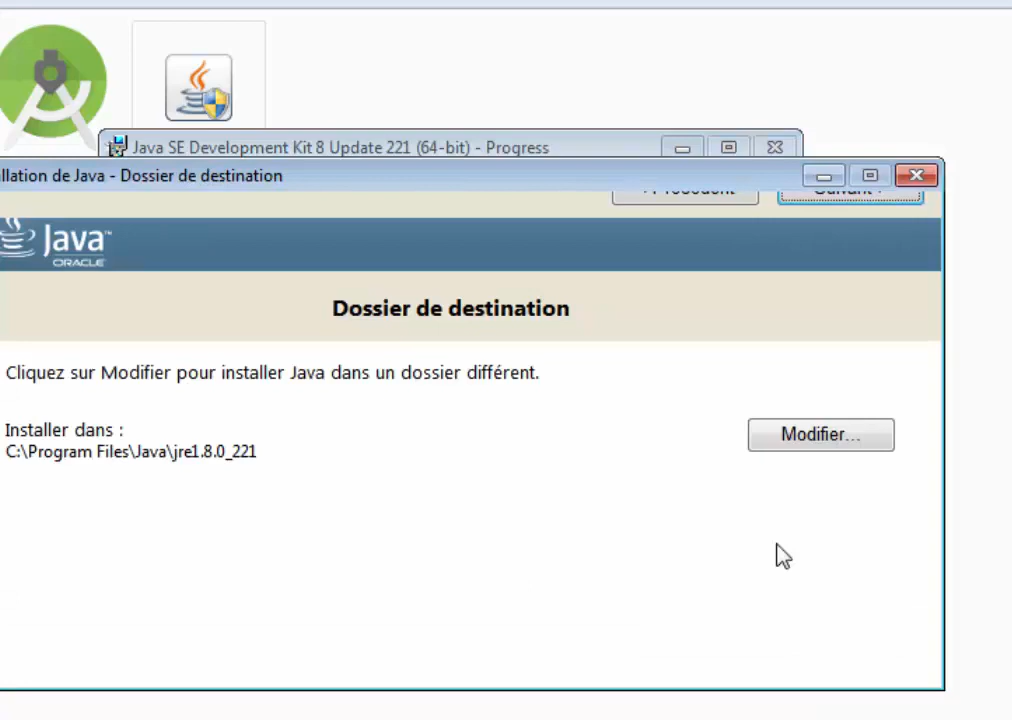 Java SE Development Kit 8 Update 221 (64-bit) - Progress
llation de Java - Dossier de destination
Java™
ORACLE
Dossier de destination
Cliquez sur Modifier pour installer Java dans un dossier différent.
Installer dans :
C:\Program Files\Java\jre1.8.0_221
Modifier...